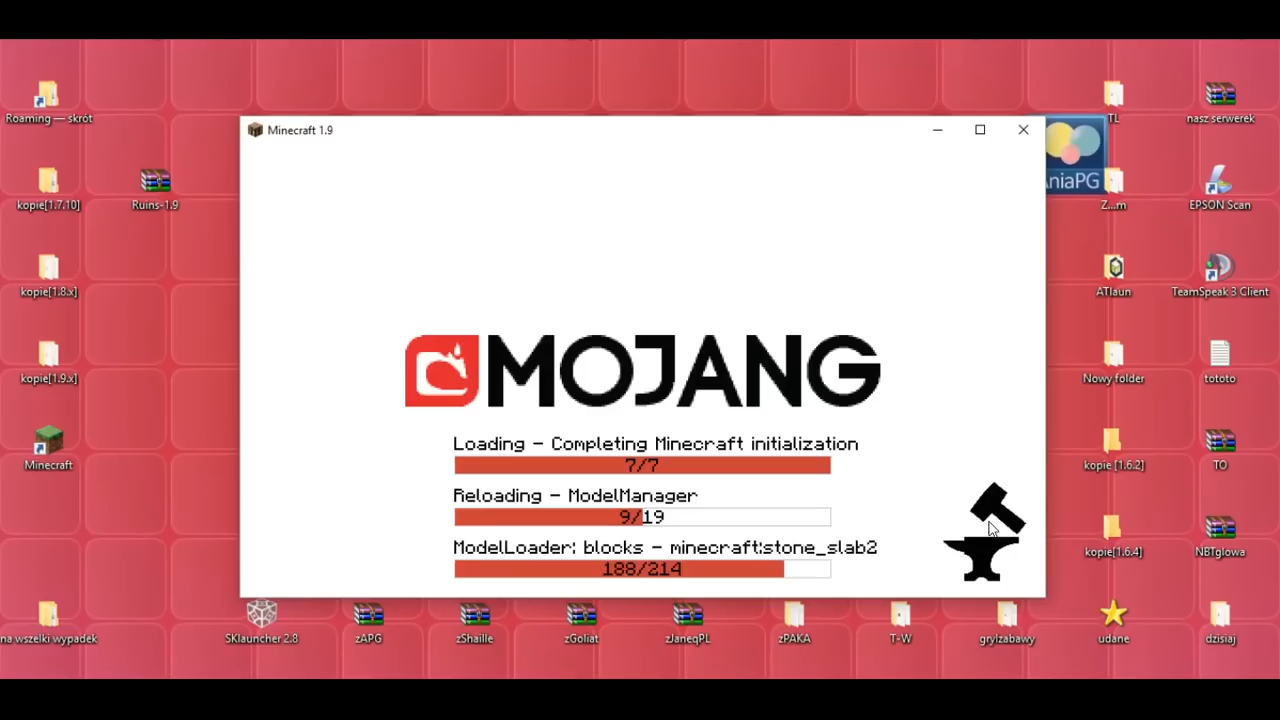 Minecraft 1.9
MOJANG
Loading - Completing Minecraft initialization
7/7
Reloading - ModelManager
9/19
ModelLoader: blocks - minecraft:stone_slab2
188/214
Roaming — skrót
kopie[1.7.10]
Ruins-1.9
kopie[1.8.x]
kopie[1.9.x]
Minecraft
na wszelki wypadek
SKlauncher 2.8
zAPG
zShaille
zGoliat
zJaneqPL
zPAKA
T-W
gryIzabawy
udane
dzisiaj
TL
nasz serwerek
niaPG
Z...m
EPSON Scan
ATlaun
TeamSpeak 3 Client
Nowy folder
tototo
kopie [1.6.2]
TO
kopie[1.6.4]
NBTglowa